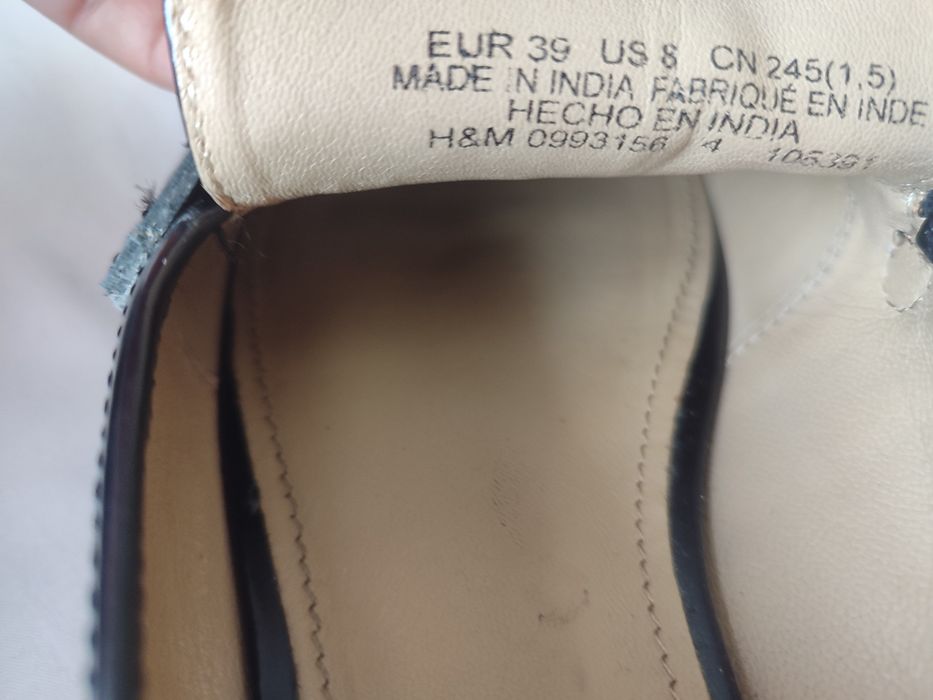 EUR 39 US 8 CN 245(1,5)
MADE IN INDIA FABRIQUÉ EN INDE
HECHO EN INDIA
H&M 0993156 4 105391